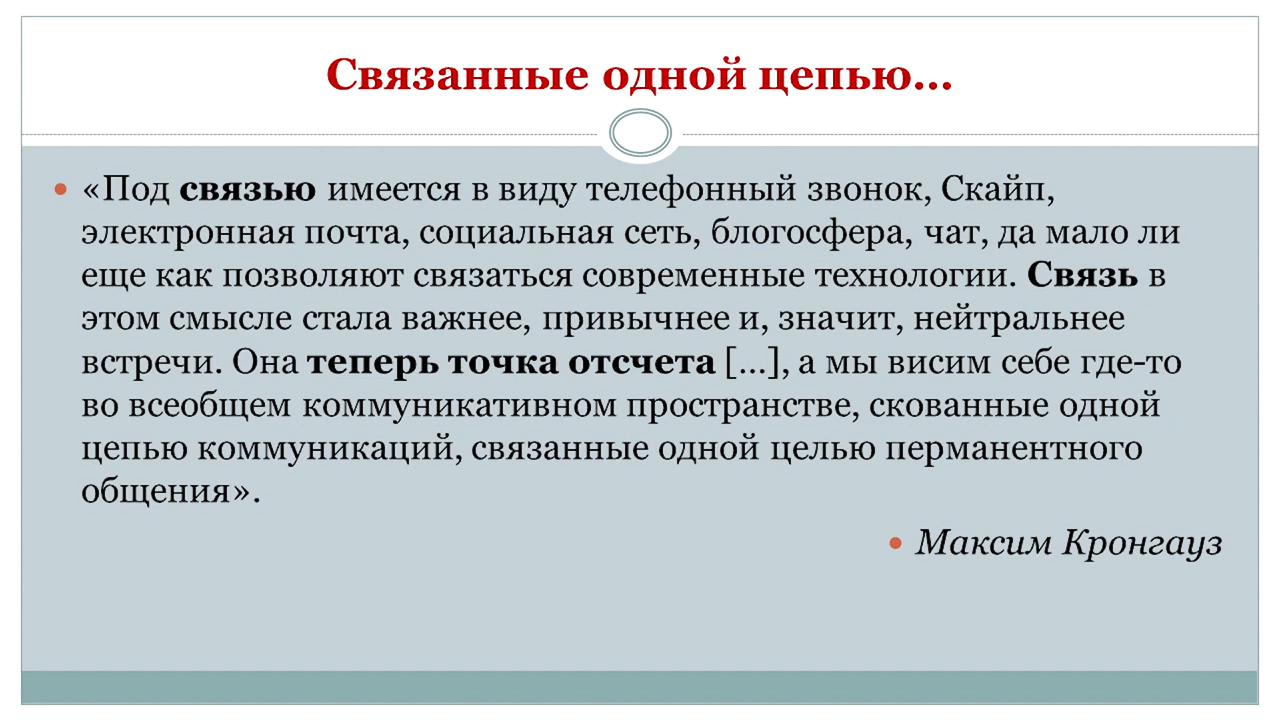 Связанные одной цепью...
«Под связью имеется в виду телефонный звонок, Скайп,
электронная почта, социальная сеть, блогосфера, чат, да мало ли
еще как позволяют связаться современные технологии. Связь в
этом смысле стала важнее, привычнее и, значит, нейтральнее
встречи. Она теперь точка отсчета [...], а мы висим себе где-то
во всеобщем коммуникативном пространстве, скованные одной
цепью коммуникаций, связанные одной целью перманентного
общения».
Максим Кронгауз